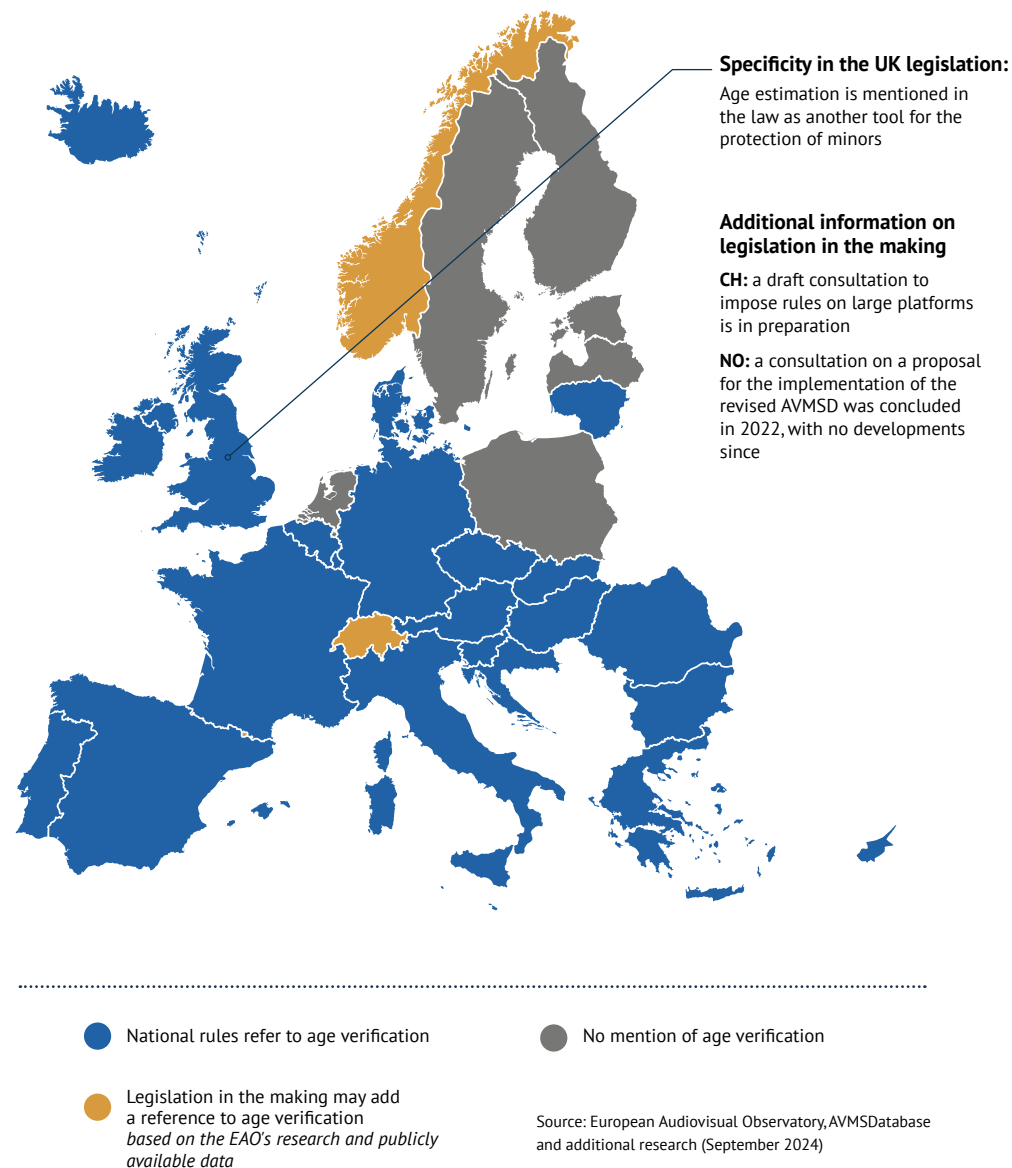 Specificity in the UK legislation:
Age estimation is mentioned in
the law as another tool for the
protection of minors
Additional information on
legislation in the making
CH: a draft consultation to
impose rules on large platforms
is in preparation
NO: a consultation on a proposal
for the implementation of the
revised AVMSD was concluded
in 2022, with no developments
since
National rules refer to age verification
No mention of age verification
Legislation in the making may add
a reference to age verification
based on the EAO's research and publicly
available data
Source: European Audiovisual Observatory, AVMSDatabase
and additional research (September 2024)